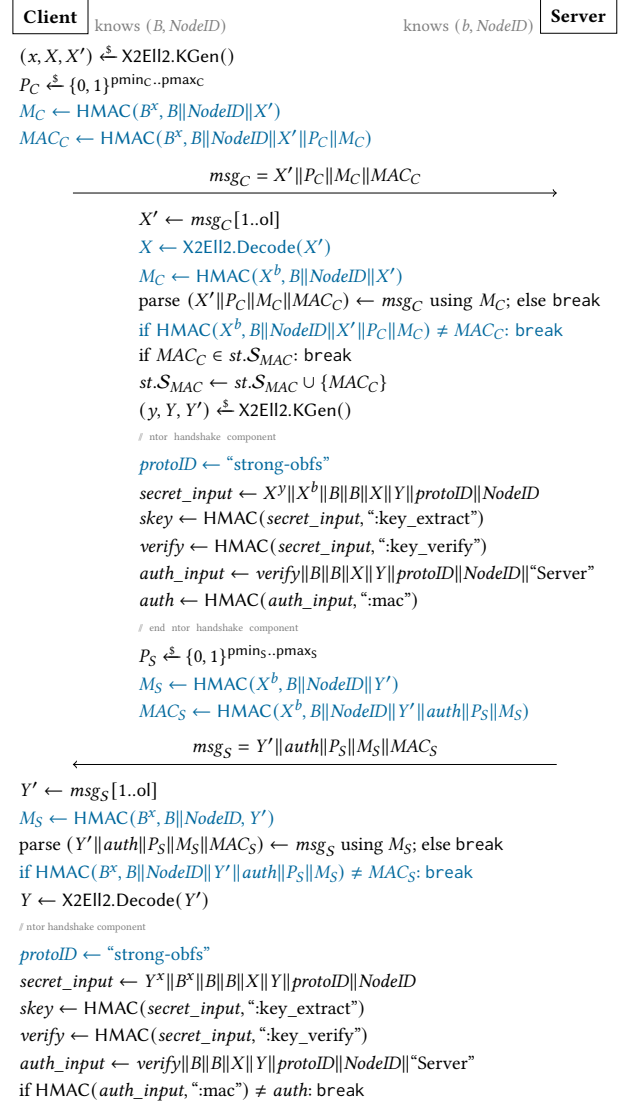 Client knows (B, NodeID) knows (b, NodeID) Server
(x, X, X′) ←$ X2Ell2.KGen()
P_C ←$ {0, 1}^pmin_C..pmax_C
M_C ← HMAC(B^x, B‖NodeID‖X′)
MAC_C ← HMAC(B^x, B‖NodeID‖X′‖P_C‖M_C)
msg_C = X′‖P_C‖M_C‖MAC_C
X′ ← msg_C[1..ol]
X ← X2Ell2.Decode(X′)
M_C ← HMAC(X^b, B‖NodeID‖X′)
parse (X′‖P_C‖M_C‖MAC_C) ← msg_C using M_C; else break
if HMAC(X^b, B‖NodeID‖X′‖P_C‖M_C) ≠ MAC_C: break
if MAC_C ∈ st.S_MAC: break
st.S_MAC ← st.S_MAC ∪ {MAC_C}
(y, Y, Y′) ←$ X2Ell2.KGen()
// ntor handshake component
protoID ← “strong-obfs”
secret_input ← X^y‖X^b‖B‖B‖X‖Y‖protoID‖NodeID
skey ← HMAC(secret_input, “:key_extract”)
verify ← HMAC(secret_input, “:key_verify”)
auth_input ← verify‖B‖B‖X‖Y‖protoID‖NodeID‖“Server”
auth ← HMAC(auth_input, “:mac”)
// end ntor handshake component
P_S ←$ {0, 1}^pmin_S..pmax_S
M_S ← HMAC(X^b, B‖NodeID‖Y′)
MAC_S ← HMAC(X^b, B‖NodeID‖Y′‖auth‖P_S‖M_S)
msg_S = Y′‖auth‖P_S‖M_S‖MAC_S
Y′ ← msg_S[1..ol]
M_S ← HMAC(B^x, B‖NodeID, Y′)
parse (Y′‖auth‖P_S‖M_S‖MAC_S) ← msg_S using M_S; else break
if HMAC(B^x, B‖NodeID‖Y′‖auth‖P_S‖M_S) ≠ MAC_S: break
Y ← X2Ell2.Decode(Y′)
// ntor handshake component
protoID ← “strong-obfs”
secret_input ← Y^x‖B^x‖B‖B‖X‖Y‖protoID‖NodeID
skey ← HMAC(secret_input, “:key_extract”)
verify ← HMAC(secret_input, “:key_verify”)
auth_input ← verify‖B‖B‖X‖Y‖protoID‖NodeID‖“Server”
if HMAC(auth_input, “:mac”) ≠ auth: break